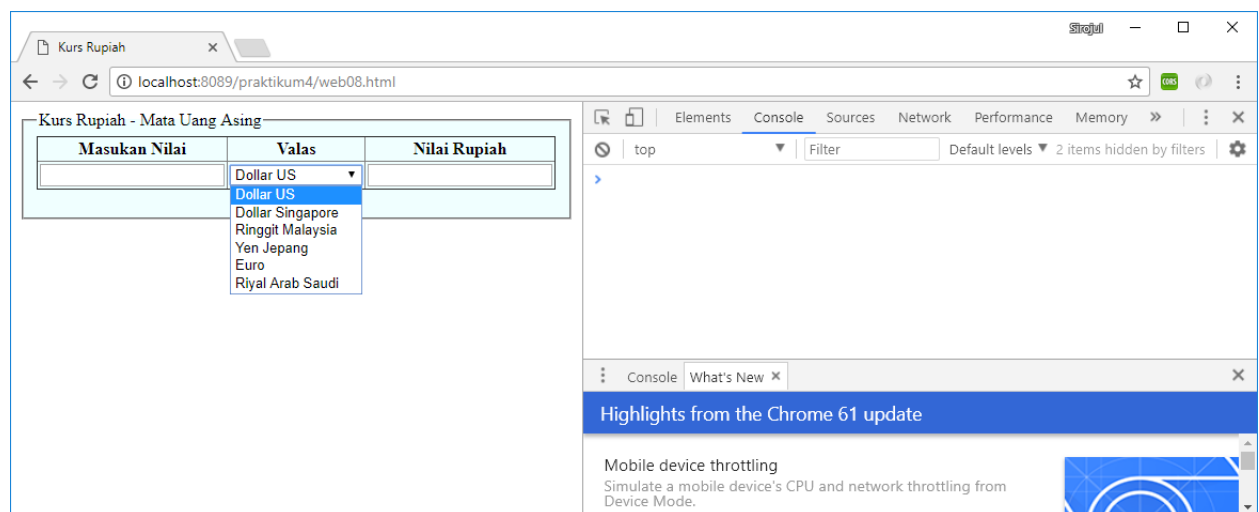 Sirojul
Kurs Rupiah
localhost:8089/praktikum4/web08.html
CORS
Kurs Rupiah - Mata Uang Asing
Masukan Nilai Valas Nilai Rupiah
Dollar US
Dollar US
Dollar Singapore
Ringgit Malaysia
Yen Jepang
Euro
Riyal Arab Saudi
Elements Console Sources Network Performance Memory »
top Filter Default levels 2 items hidden by filters
>
Console What's New
Highlights from the Chrome 61 update
Mobile device throttling
Simulate a mobile device's CPU and network throttling from
Device Mode.